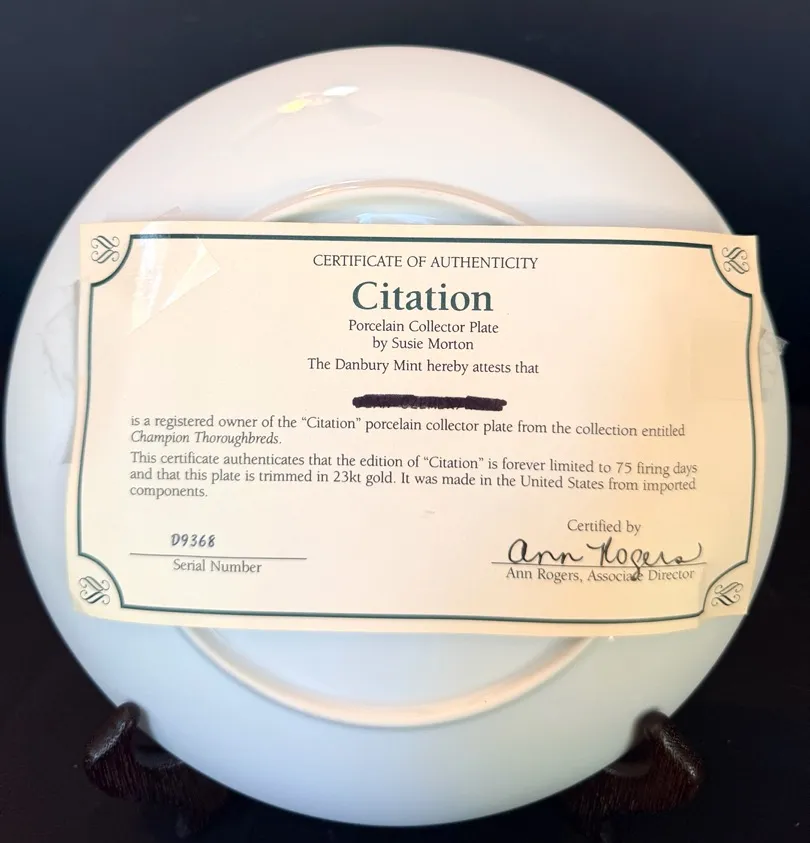 CERTIFICATE OF AUTHENTICITY
Citation
Porcelain Collector Plate
by Susie Morton
The Danbury Mint hereby attests that
is a registered owner of the "Citation" porcelain collector plate from the collection entitled
Champion Thoroughbreds.
This certificate authenticates that the edition of "Citation" is forever limited to 75 firing days
and that this plate is trimmed in 23kt gold. It was made in the United States from imported
components.
Certified by
D9368
Ann Rogers
Serial Number
Ann Rogers, Associate Director